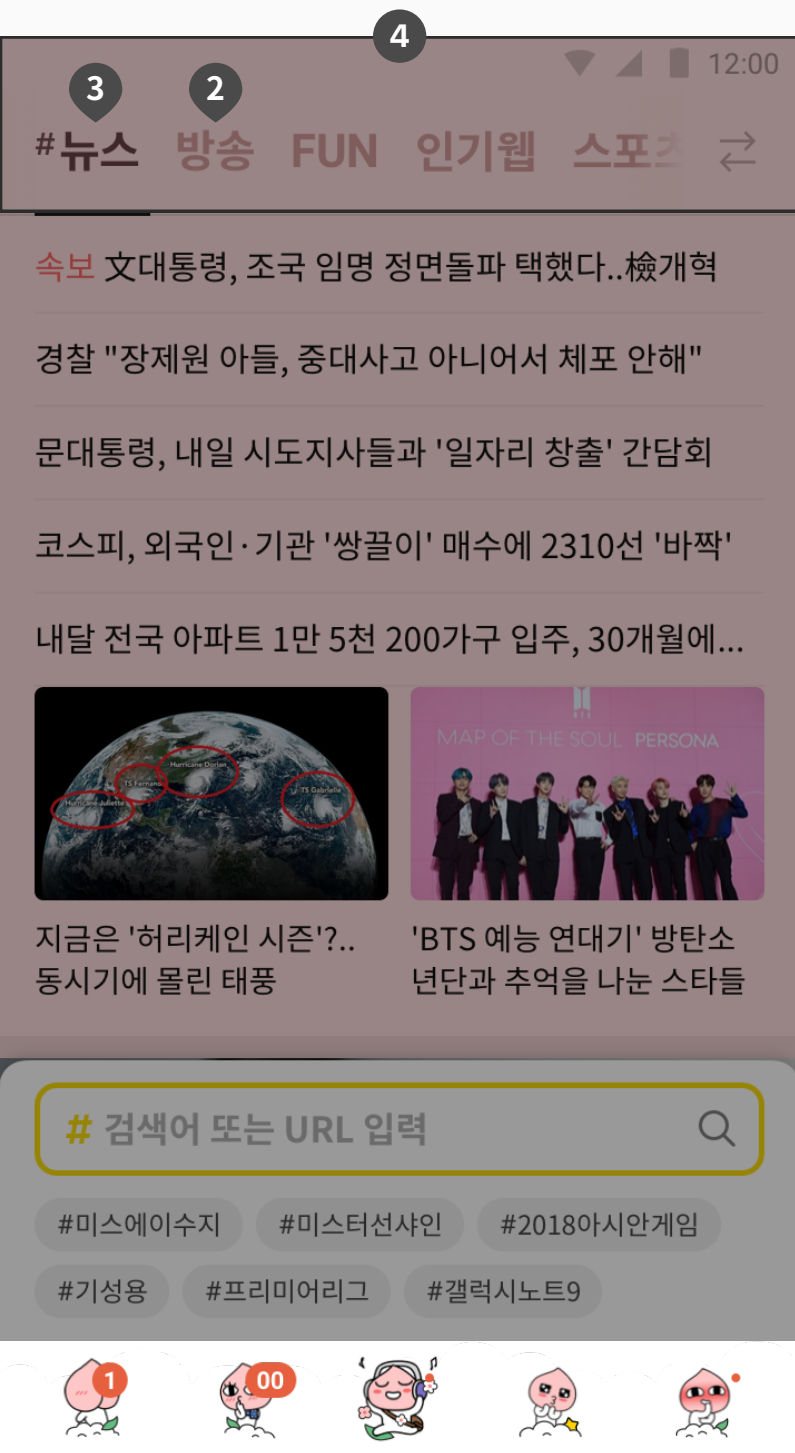 4
12:00
3
2
#뉴스 방송 FUN 인기웹 스포츠
속보 文대통령, 조국 임명 정면돌파 택했다..檢개혁
경찰 "장제원 아들, 중대사고 아니어서 체포 안해"
문대통령, 내일 시도지사들과 '일자리 창출' 간담회
코스피, 외국인·기관 '쌍끌이' 매수에 2310선 '바짝'
내달 전국 아파트 1만 5천 200가구 입주, 30개월에...
Hurricane Dorian
TS Fernand
Hurricane Juliette
TS Gabrielle
BTS
MAP OF THE SOUL PERSONA
지금은 '허리케인 시즌'?..
동시기에 몰린 태풍
'BTS 예능 연대기' 방탄소
년단과 추억을 나눈 스타들
# 검색어 또는 URL 입력
#미스에이수지 #미스터선샤인 #2018아시안게임
#기성용 #프리미어리그 #갤럭시노트9
1 00